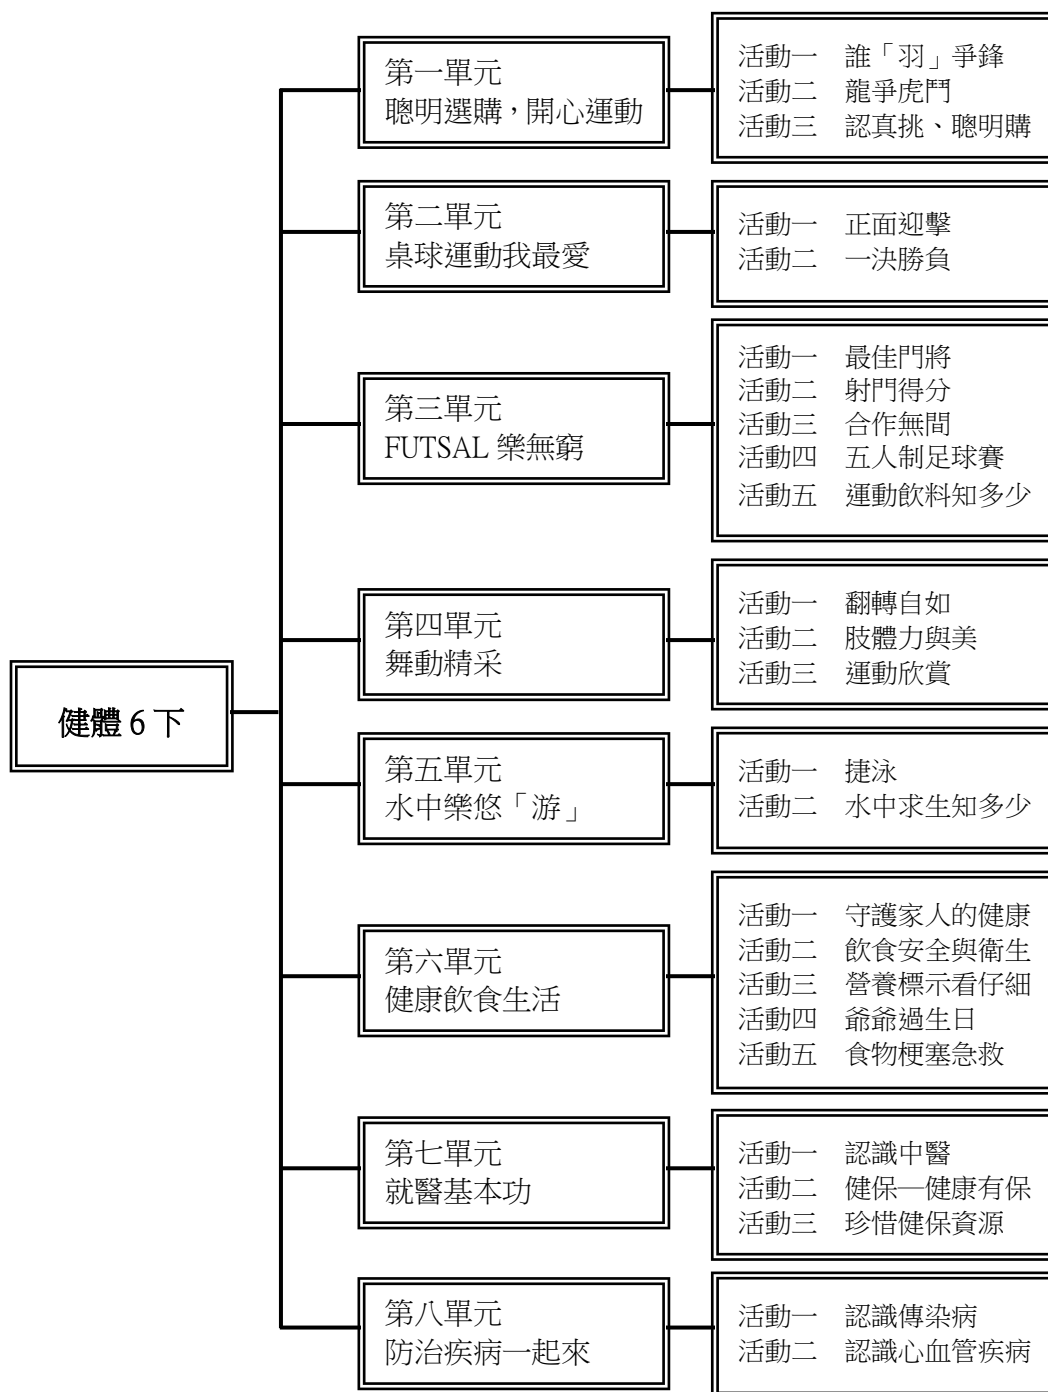 健體 6 下
第一單元
聰明選購，開心運動
活動一　誰「羽」爭鋒
活動二　龍爭虎鬥
活動三　認真挑、聰明購
第二單元
桌球運動我最愛
活動一　正面迎擊
活動二　一決勝負
第三單元
FUTSAL 樂無窮
活動一　最佳門將
活動二　射門得分
活動三　合作無間
活動四　五人制足球賽
活動五　運動飲料知多少
第四單元
舞動精采
活動一　翻轉自如
活動二　肢體力與美
活動三　運動欣賞
第五單元
水中樂悠「游」
活動一　捷泳
活動二　水中求生知多少
第六單元
健康飲食生活
活動一　守護家人的健康
活動二　飲食安全與衛生
活動三　營養標示看仔細
活動四　爺爺過生日
活動五　食物梗塞急救
第七單元
就醫基本功
活動一　認識中醫
活動二　健保—健康有保
活動三　珍惜健保資源
第八單元
防治疾病一起來
活動一　認識傳染病
活動二　認識心血管疾病